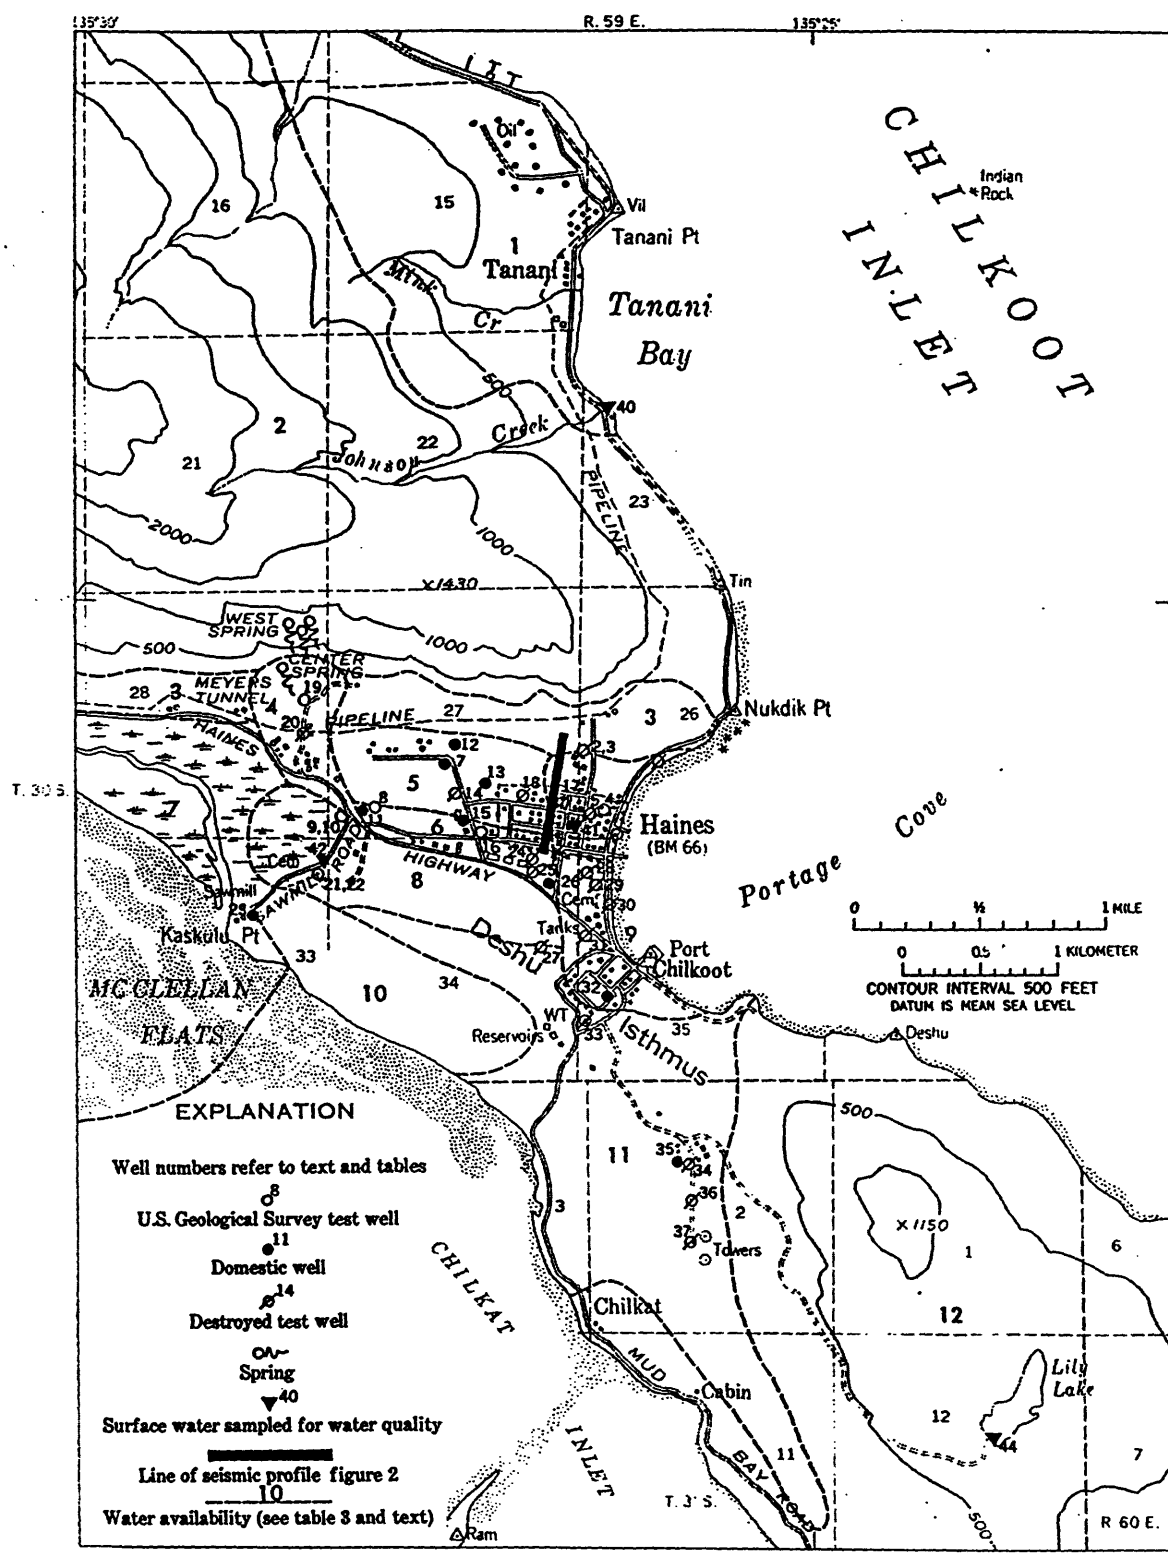 135°30'
R. 59 E.
135°25'
I T T
Oil
CHILKOOT
INLET
Indian
Rock
16
15
Vil
Tanani Pt
1
Tanani
Mink
Cr
Tanani
Bay
500
40
2
22
Creek
Johnson
21
PIPELINE
23
2000
1000
X1430
Tin
WEST
SPRING
500
1000
CENTER
SPRING
MEYERS
TUNNEL
19
28
3
4
20
PIPELINE
27
3
26
Nukdik Pt
HAINES
12
2,3
7
13
5
14
18
T. 30 S.
7
8
15
6
9,10
11
Haines
(BM 66)
Cove
Portage
16
42
Cem
ROAD
HIGHWAY
25
21,22
8
26
29
Sawmill
SAWMILL
Cem
30
Kaskulu Pt
33
Deshu
27
Tanks
Port
Chilkoot
0 ½ 1 MILE
0 0.5 1 KILOMETER
CONTOUR INTERVAL 500 FEET
DATUM IS MEAN SEA LEVEL
MCCLELLAN
FLATS
10
34
32
WT
Reservoirs
33
Isthmus
35
Deshu
EXPLANATION
500
Well numbers refer to text and tables
8
U.S. Geological Survey test well
11
Domestic well
14
Destroyed test well
Spring
40
Surface water sampled for water quality
Line of seismic profile figure 2
10
Water availability (see table 3 and text)
11
35
34
36
3
2
37
Towers
X1150
1
6
12
CHILKAT
INLET
Chilkat
MUD
BAY ROAD
Cabin
Lily
Lake
12
44
11
7
T. 3 S.
500
R 60 E.
Ram